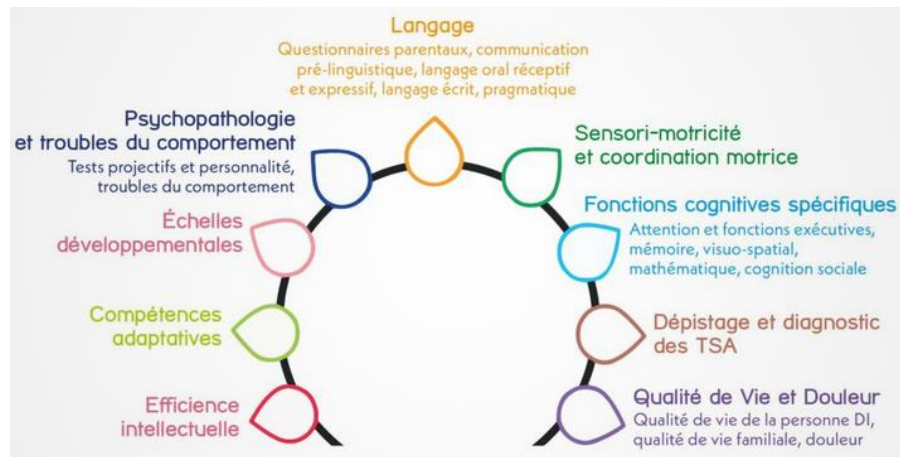 Langage
Questionnaires parentaux, communication
pré-linguistique, langage oral réceptif
et expressif, langage écrit, pragmatique
Psychopathologie
et troubles du comportement
Tests projectifs et personnalité,
troubles du comportement
Sensori-motricité
et coordination motrice
Échelles
développementales
Fonctions cognitives spécifiques
Attention et fonctions exécutives,
mémoire, visuo-spatial,
mathématique, cognition sociale
Compétences
adaptatives
Dépistage et diagnostic
des TSA
Efficience
intellectuelle
Qualité de Vie et Douleur
Qualité de vie de la personne DI,
qualité de vie familiale, douleur